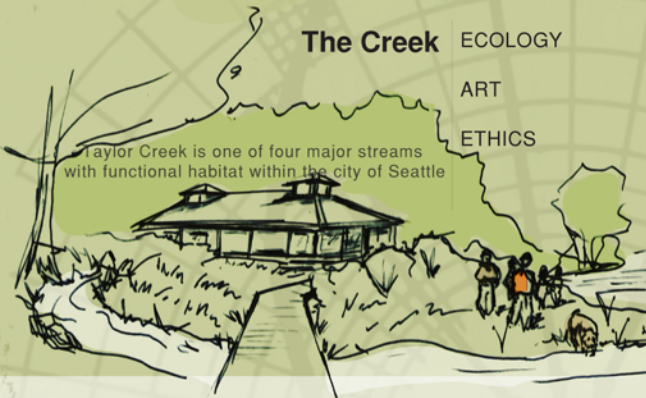 The Creek
ECOLOGY
ART
ETHICS
Taylor Creek is one of four major streams
with functional habitat within the city of Seattle